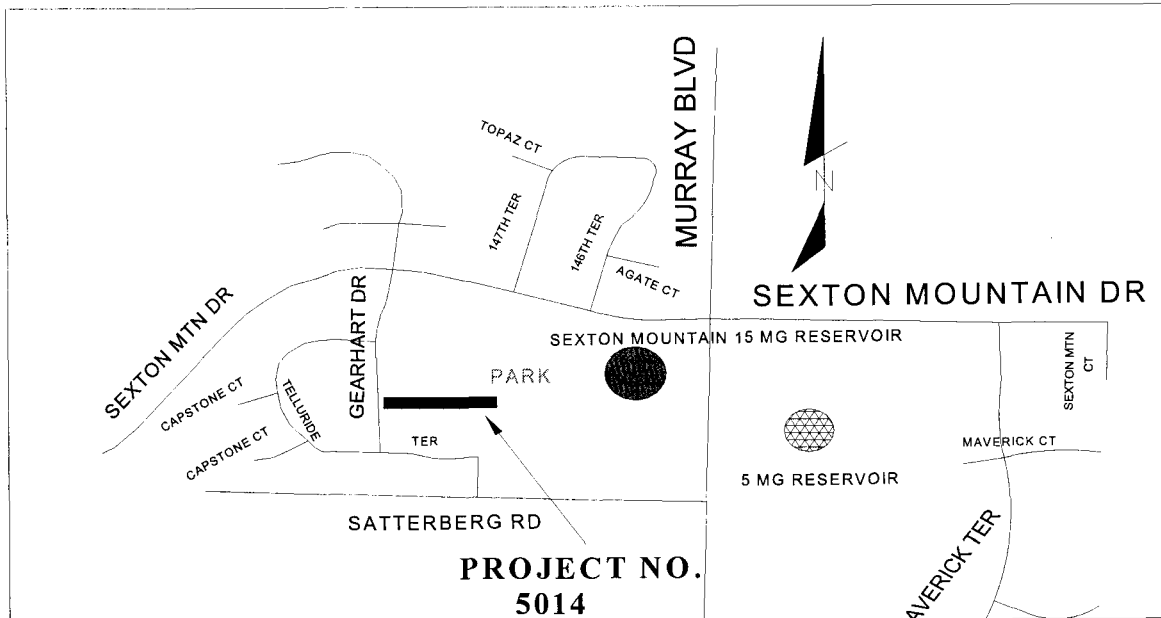 MURRAY BLVD
TOPAZ CT
147TH TER
146TH TER
AGATE CT
N
SEXTON MOUNTAIN DR
SEXTON MTN DR
GEARHART DR
SEXTON MOUNTAIN 15 MG RESERVOIR
SEXTON MTN
CT
PARK
CAPSTONE CT
TELLURIDE
TER
CAPSTONE CT
MAVERICK CT
5 MG RESERVOIR
SATTERBERG RD
AVERICK TER
PROJECT NO.
5014